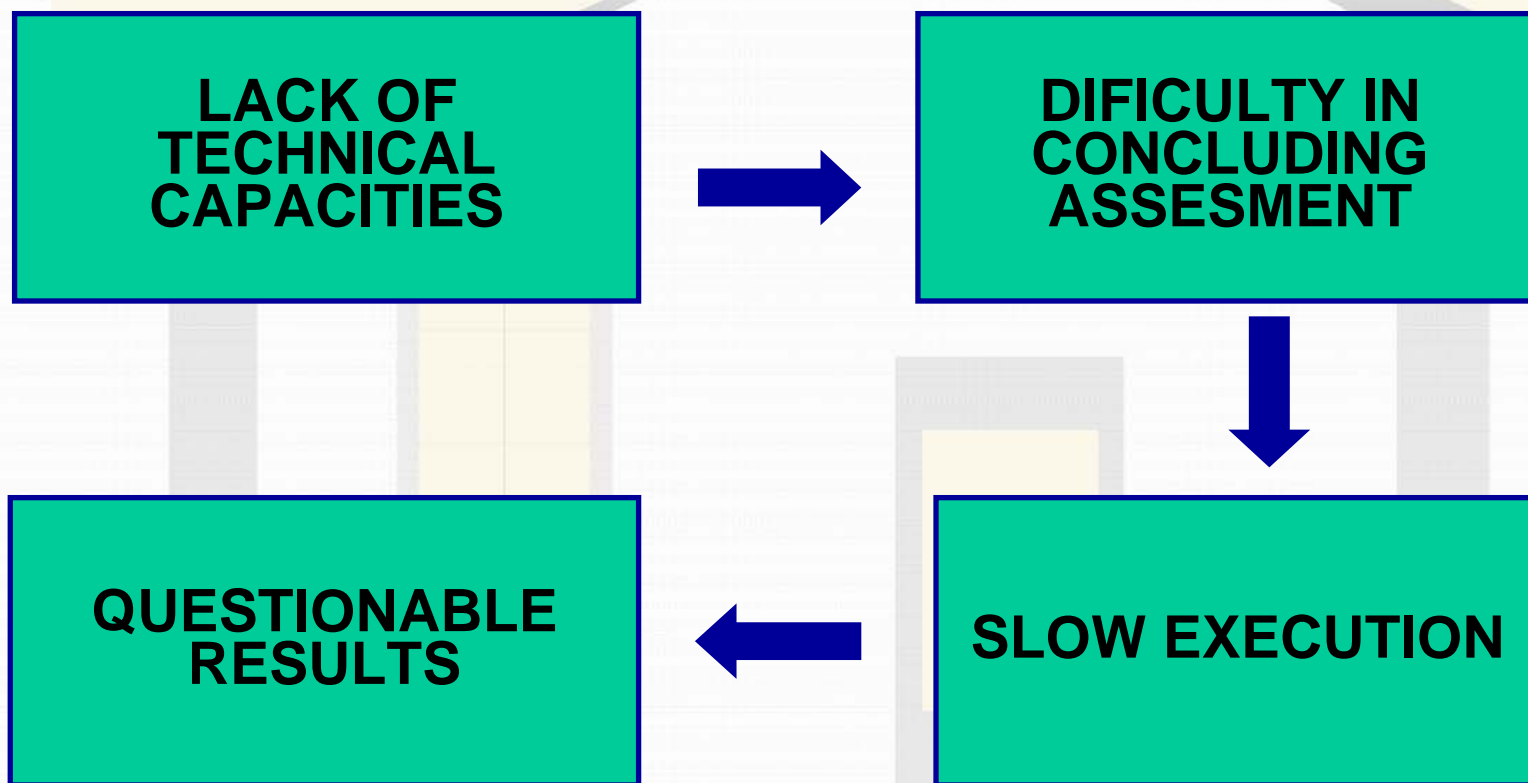 LACK OF
TECHNICAL
CAPACITIES
DIFICULTY IN
CONCLUDING
ASSESMENT
SLOW EXECUTION
QUESTIONABLE
RESULTS